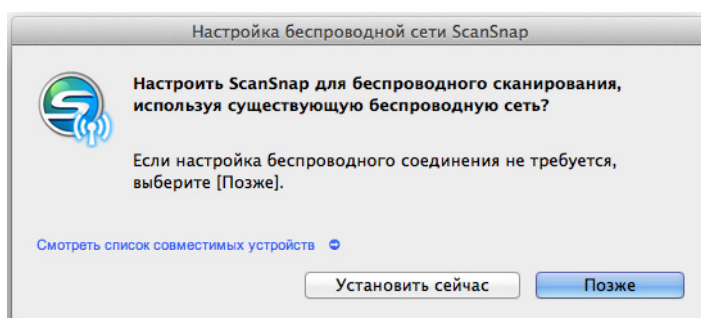 Настройка беспроводной сети ScanSnap
Настроить ScanSnap для беспроводного сканирования,
используя существующую беспроводную сеть?
Если настройка беспроводного соединения не требуется,
выберите [Позже].
Смотреть список совместимых устройств
Установить сейчас
Позже